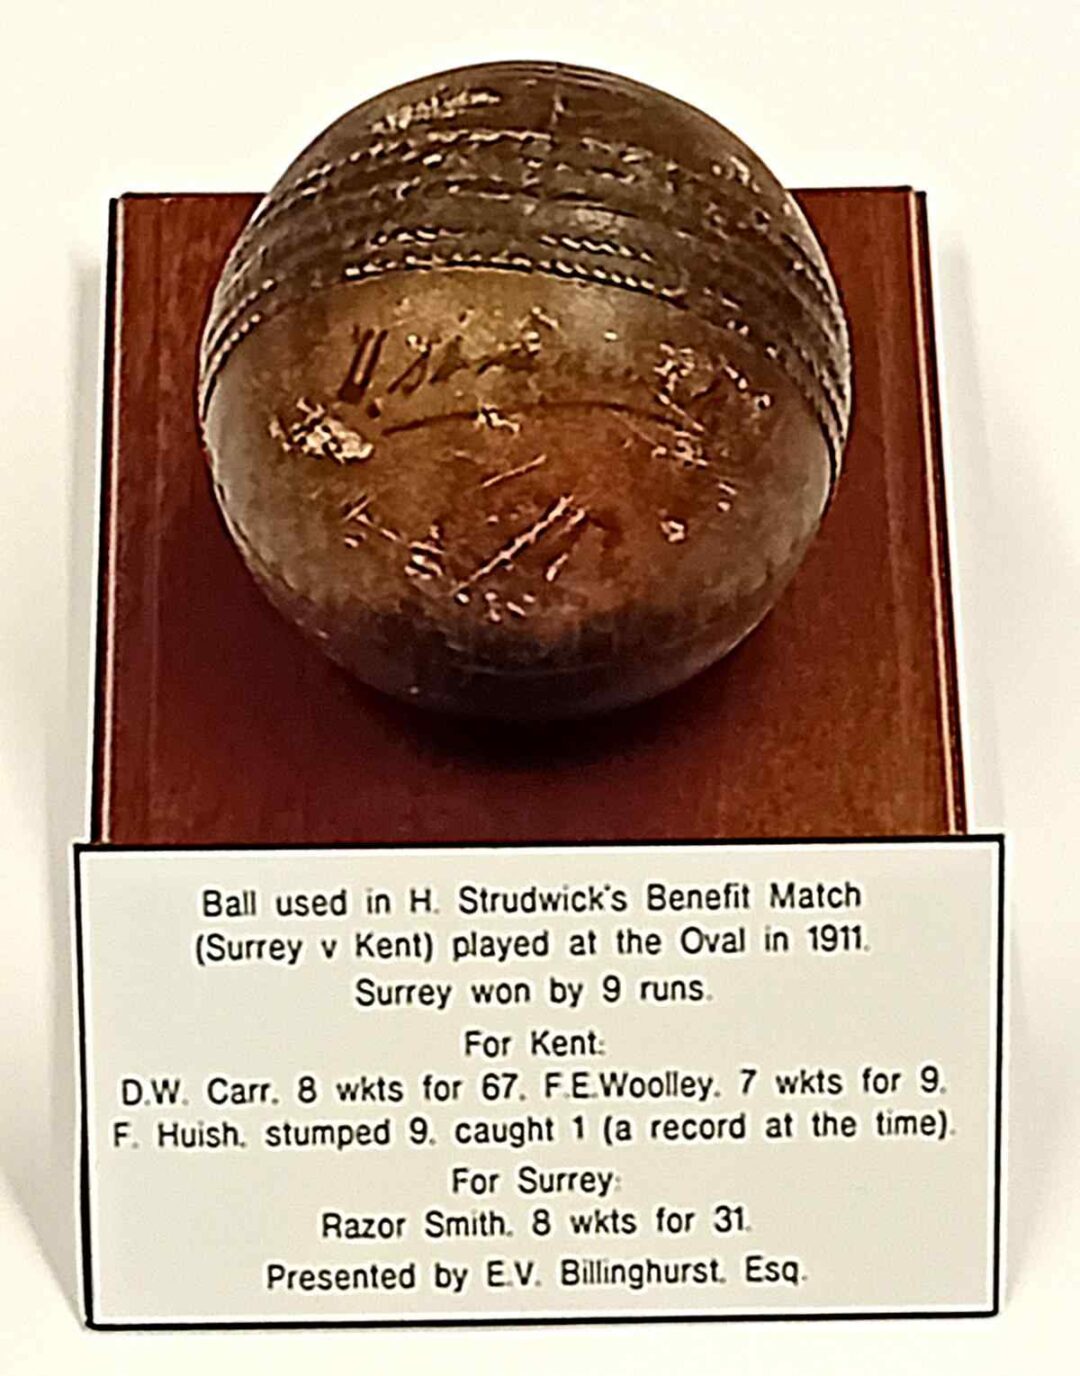 Ball used in H. Strudwick's Benefit Match
(Surrey v Kent) played at the Oval in 1911.
Surrey won by 9 runs.
For Kent:
D.W. Carr. 8 wkts for 67. F.E.Woolley. 7 wkts for 9.
F. Huish. stumped 9. caught 1 (a record at the time).
For Surrey:
Razor Smith. 8 wkts for 31.
Presented by E.V. Billinghurst. Esq.